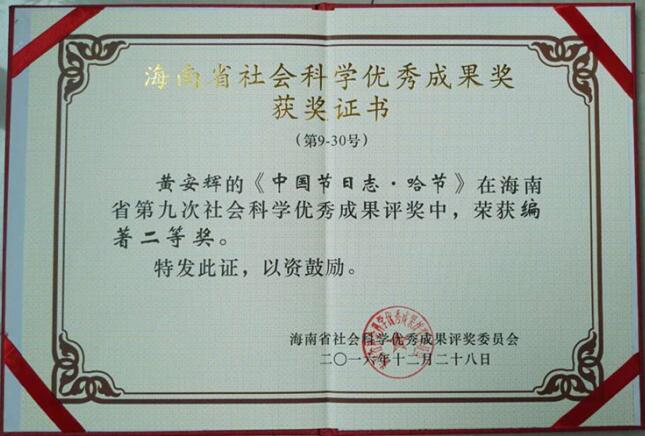 海南省社会科学优秀成果奖
获奖证书
（第9-30号）
黄安辉的《中国节日志·哈节》在海南
省第九次社会科学优秀成果评奖中，荣获编
著二等奖。
特发此证，以资鼓励。
海南省社会科学优秀成果评奖委员会
二〇一六年十二月二十八日